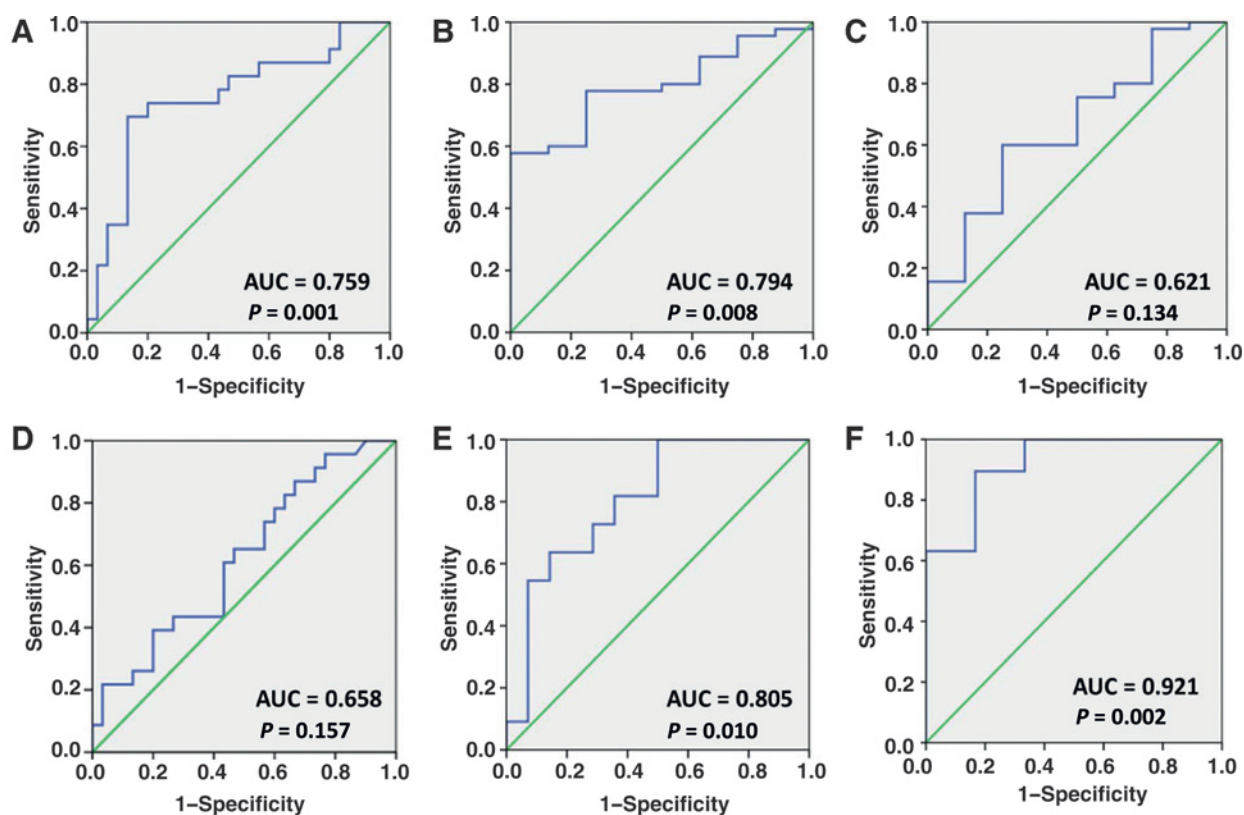 A
1.0
0.8
0.6
0.4
0.2
0.0
Sensitivity
AUC = 0.759
P = 0.001
0.0 0.2 0.4 0.6 0.8 1.0
1–Specificity
B
1.0
0.8
0.6
0.4
0.2
0.0
Sensitivity
AUC = 0.794
P = 0.008
0.0 0.2 0.4 0.6 0.8 1.0
1–Specificity
C
1.0
0.8
0.6
0.4
0.2
0.0
Sensitivity
AUC = 0.621
P = 0.134
0.0 0.2 0.4 0.6 0.8 1.0
1–Specificity
D
1.0
0.8
0.6
0.4
0.2
0.0
Sensitivity
AUC = 0.658
P = 0.157
0.0 0.2 0.4 0.6 0.8 1.0
1–Specificity
E
1.0
0.8
0.6
0.4
0.2
0.0
Sensitivity
AUC = 0.805
P = 0.010
0.0 0.2 0.4 0.6 0.8 1.0
1–Specificity
F
1.0
0.8
0.6
0.4
0.2
0.0
Sensitivity
AUC = 0.921
P = 0.002
0.0 0.2 0.4 0.6 0.8 1.0
1–Specificity